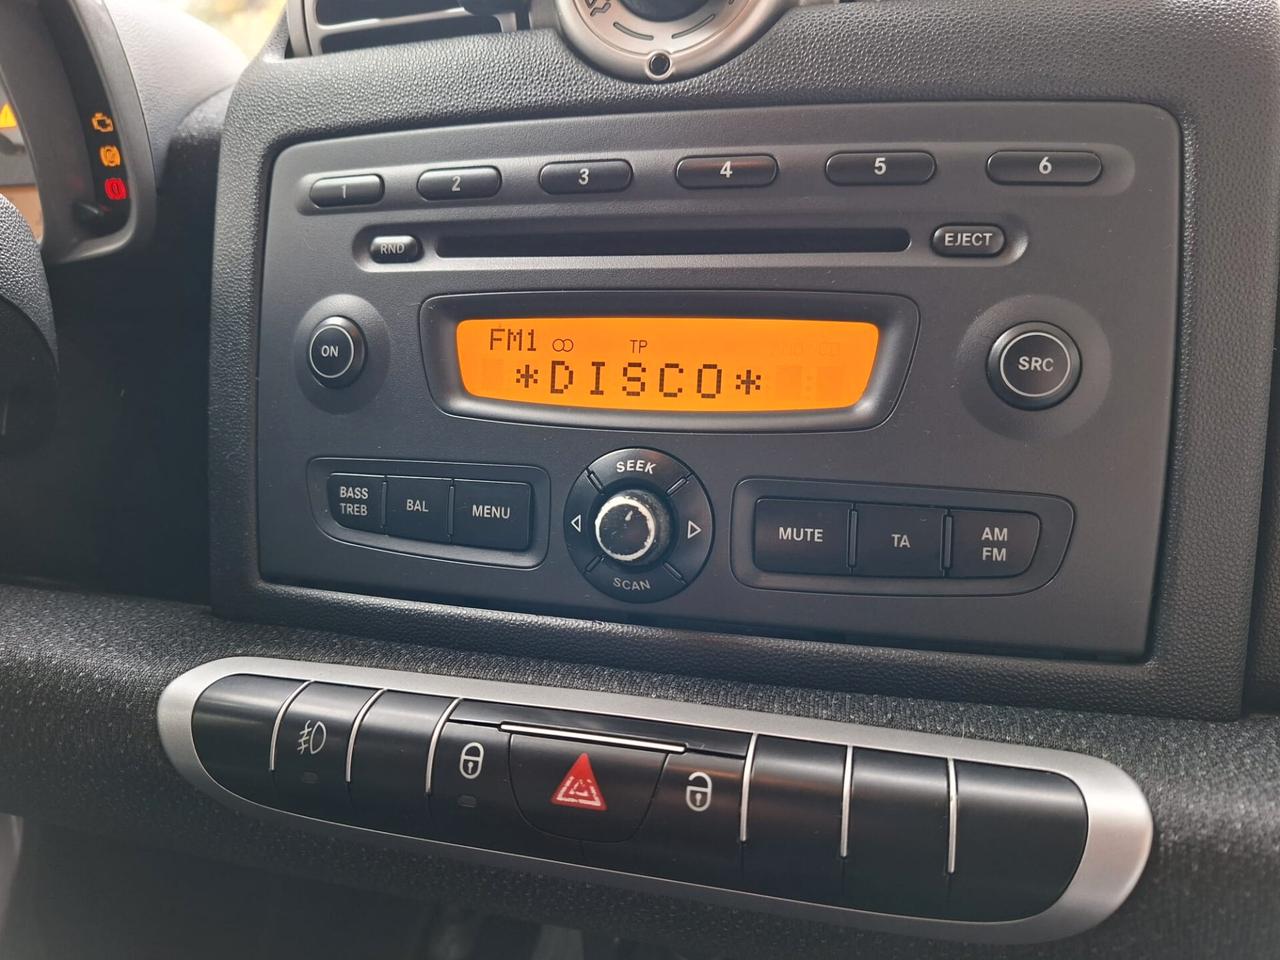 1 2 3 4 5 6
RND EJECT
FM1 TP
*DISCO*
ON
SRC
SEEK
SCAN
BASS
TREB
BAL
MENU
MUTE
TA
AM
FM